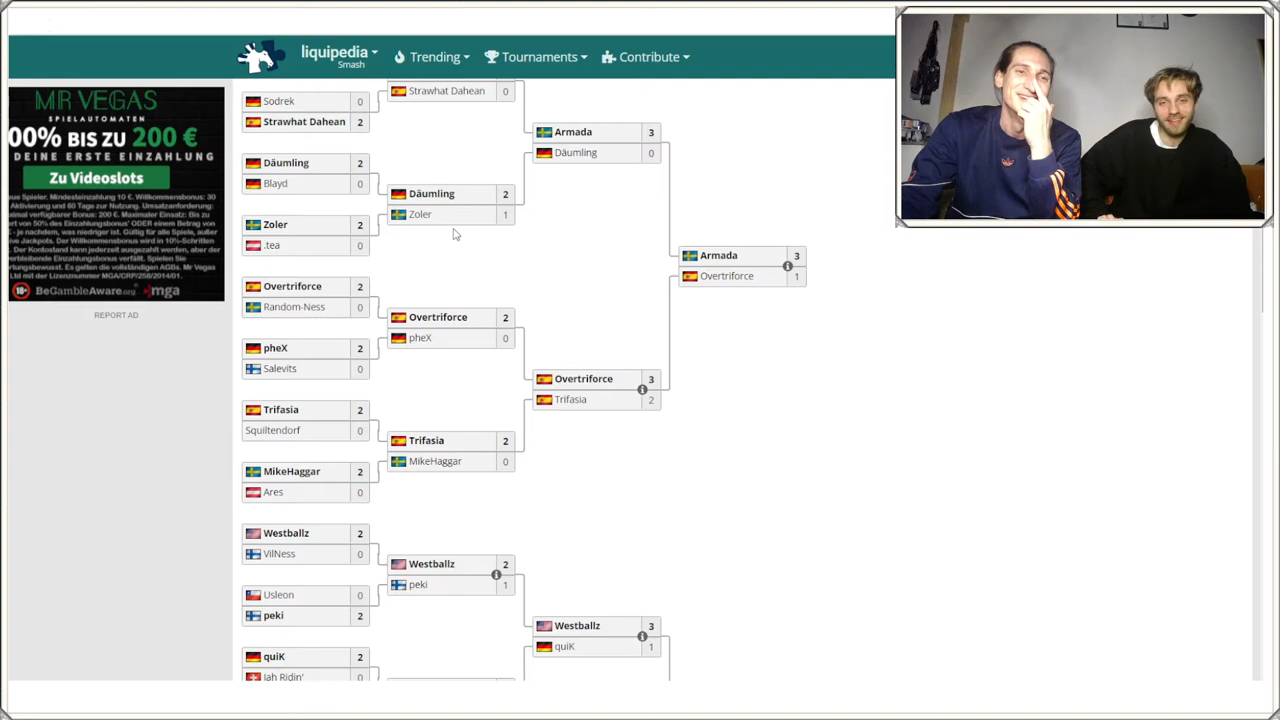 liquipedia
Smash
Trending
Tournaments
Contribute
MR VEGAS
SPIELAUTOMATEN
00% BIS ZU 200 €
DEINE ERSTE EINZAHLUNG
Zu Videoslots
18+ BeGambleAware.org mga
REPORT AD
Sodrek 0
Strawhat Dahean 2
Däumling 2
Blayd 0
Zoler 2
.tea 0
Overtriforce 2
Random-Ness 0
pheX 2
Salevits 0
Trifasia 2
Squiltendorf 0
MikeHaggar 2
Ares 0
Westballz 2
VilNess 0
Usleon 0
peki 2
quiK 2
Jah Ridin'
Strawhat Dahean 0
Däumling 2
Zoler 1
Overtriforce 2
pheX 0
Trifasia 2
MikeHaggar 0
Westballz 2
peki 1
Armada 3
Däumling 0
Overtriforce 3
Trifasia 2
Westballz 3
quiK 1
Armada 3
Overtriforce 1